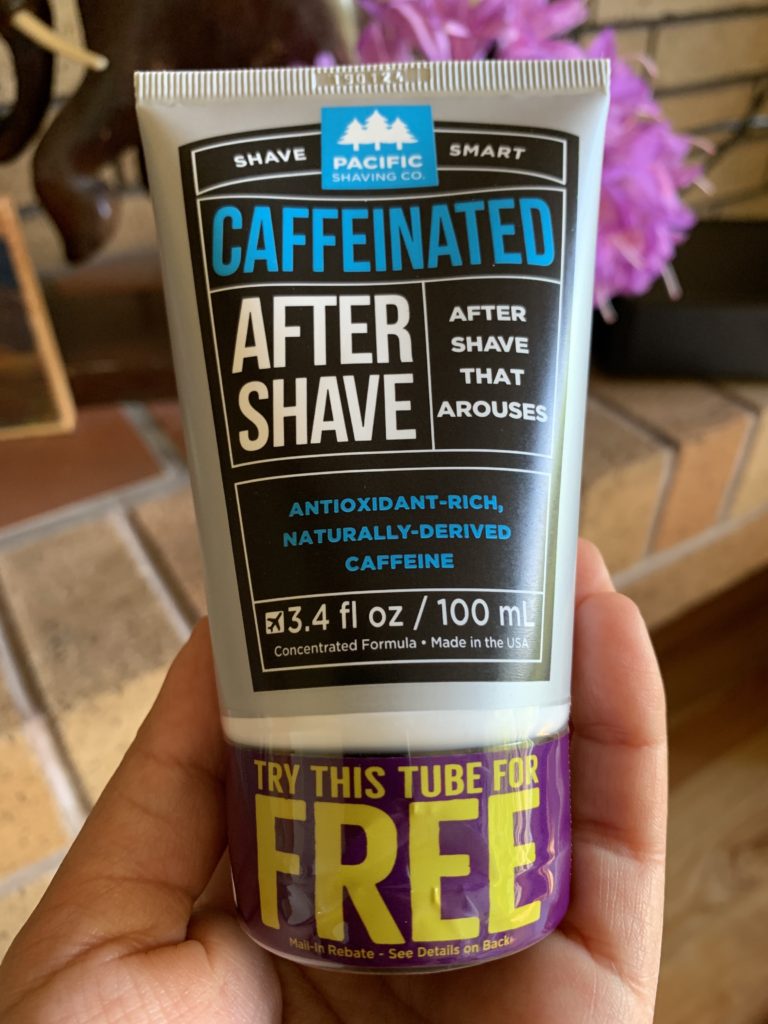 190124
SHAVE
PACIFIC
SHAVING CO.
SMART
CAFFEINATED
AFTER
SHAVE
AFTER
SHAVE
THAT
AROUSES
ANTIOXIDANT-RICH,
NATURALLY-DERIVED
CAFFEINE
3.4 fl oz / 100 mL
Concentrated Formula • Made in the USA
TRY THIS TUBE FOR
FREE
Mail-In Rebate - See Details on Back